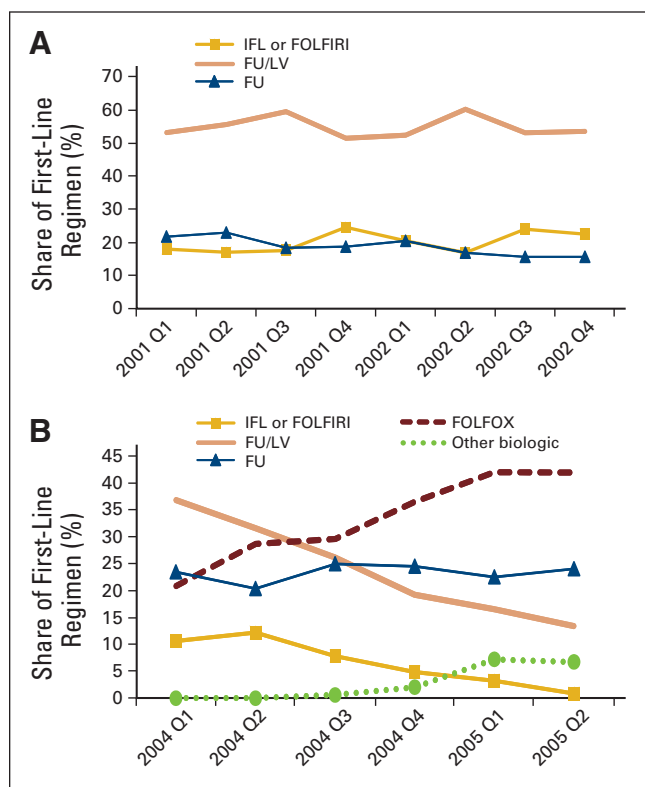 A
IFL or FOLFIRI
FU/LV
FU
Share of First-Line
Regimen (%)
70
60
50
40
30
20
10
0
2001 Q1
2001 Q2
2001 Q3
2001 Q4
2002 Q1
2002 Q2
2002 Q3
2002 Q4
B
IFL or FOLFIRI
FU/LV
FU
FOLFOX
Other biologic
Share of First-Line
Regimen (%)
45
40
35
30
25
20
15
10
5
0
2004 Q1
2004 Q2
2004 Q3
2004 Q4
2005 Q1
2005 Q2